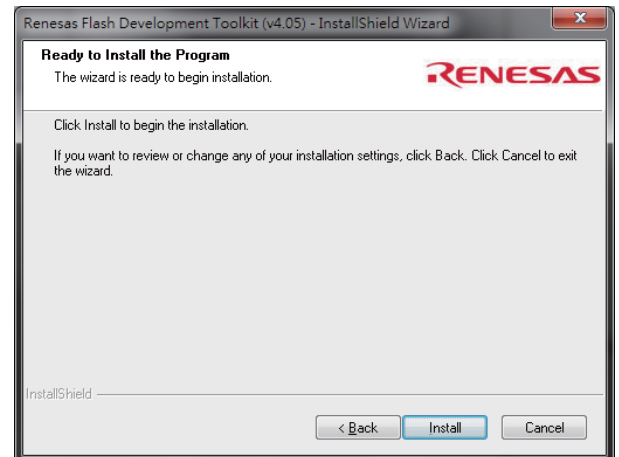 Renesas Flash Development Toolkit (v4.05) - InstallShield Wizard
Ready to Install the Program
The wizard is ready to begin installation.
RENESAS
Click Install to begin the installation.
If you want to review or change any of your installation settings, click Back. Click Cancel to exit
the wizard.
InstallShield
< Back Install Cancel